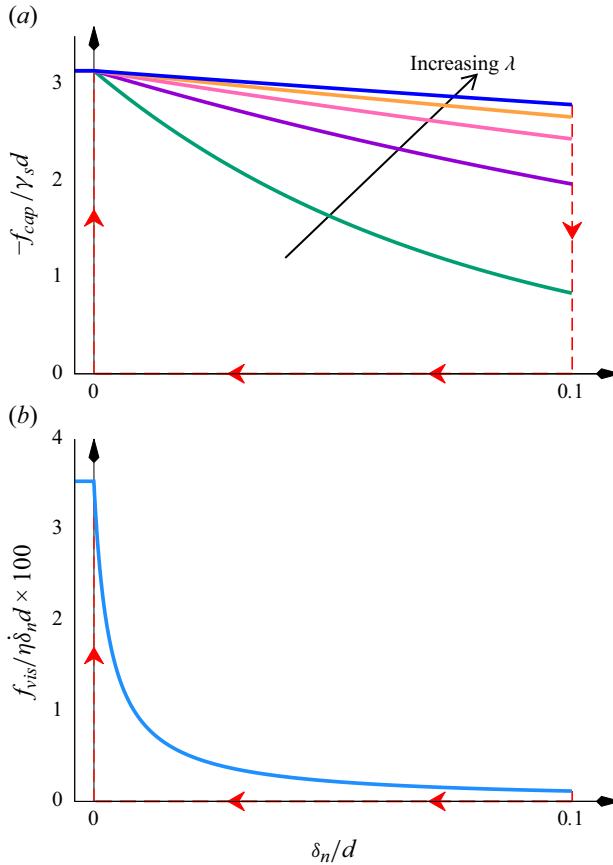 (a)
Increasing λ
−f_cap/γ_s d
3
2
1
0
0
0.1
(b)
f_vis/ηδ̇_n d × 100
4
3
2
1
0
0
0.1
δ_n/d